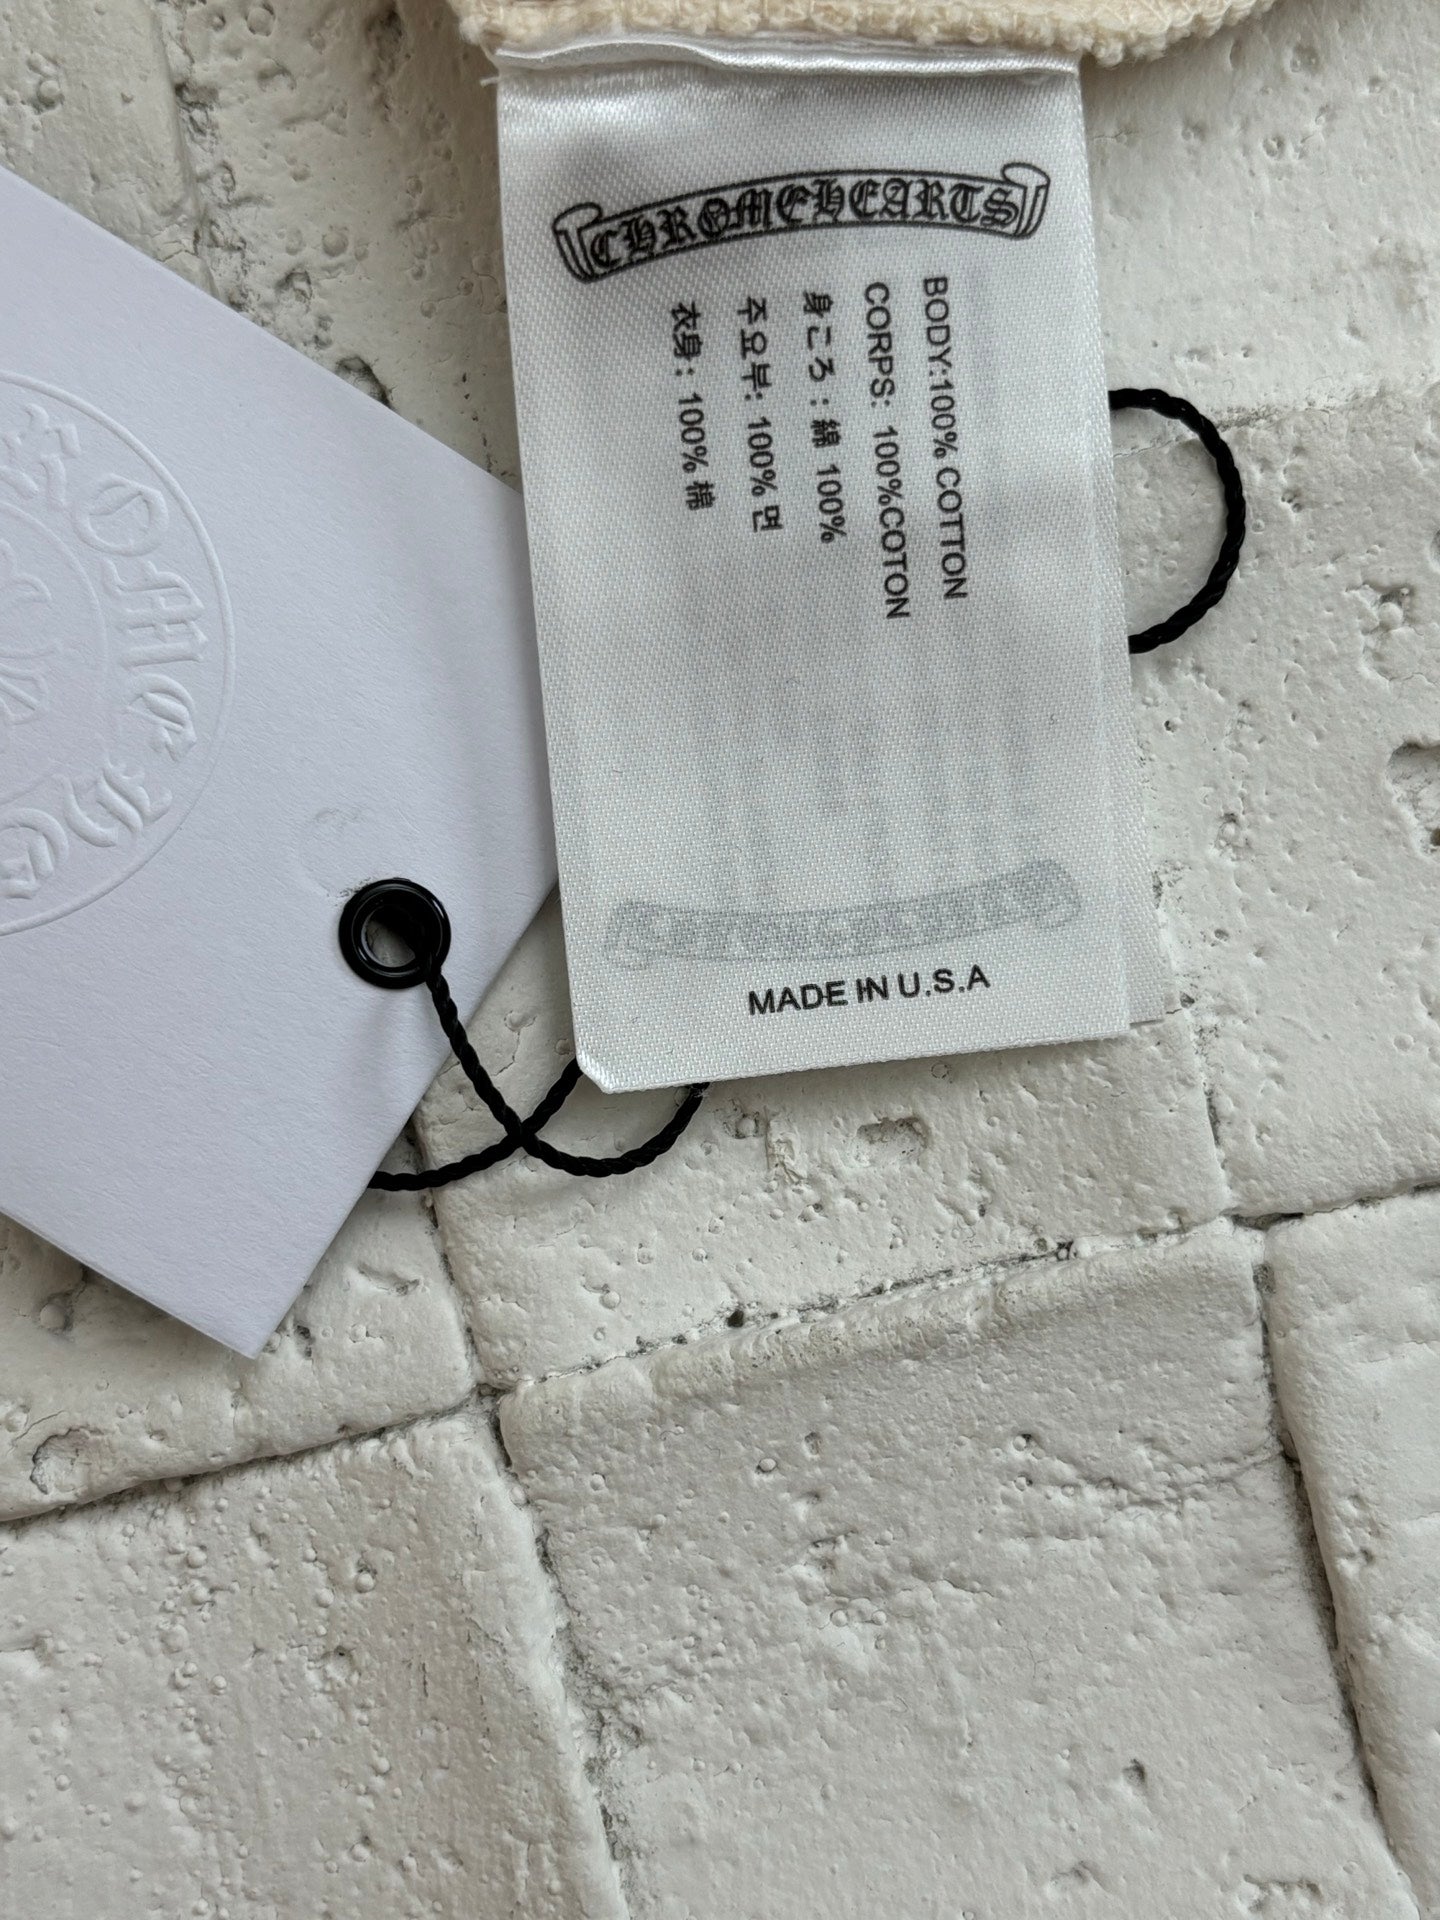 CHROMEHEARTS
BODY:100% COTTON
CORPS: 100%COTON
身ころ : 綿 100%
주요부: 100% 면
衣身: 100% 棉
MADE IN U.S.A